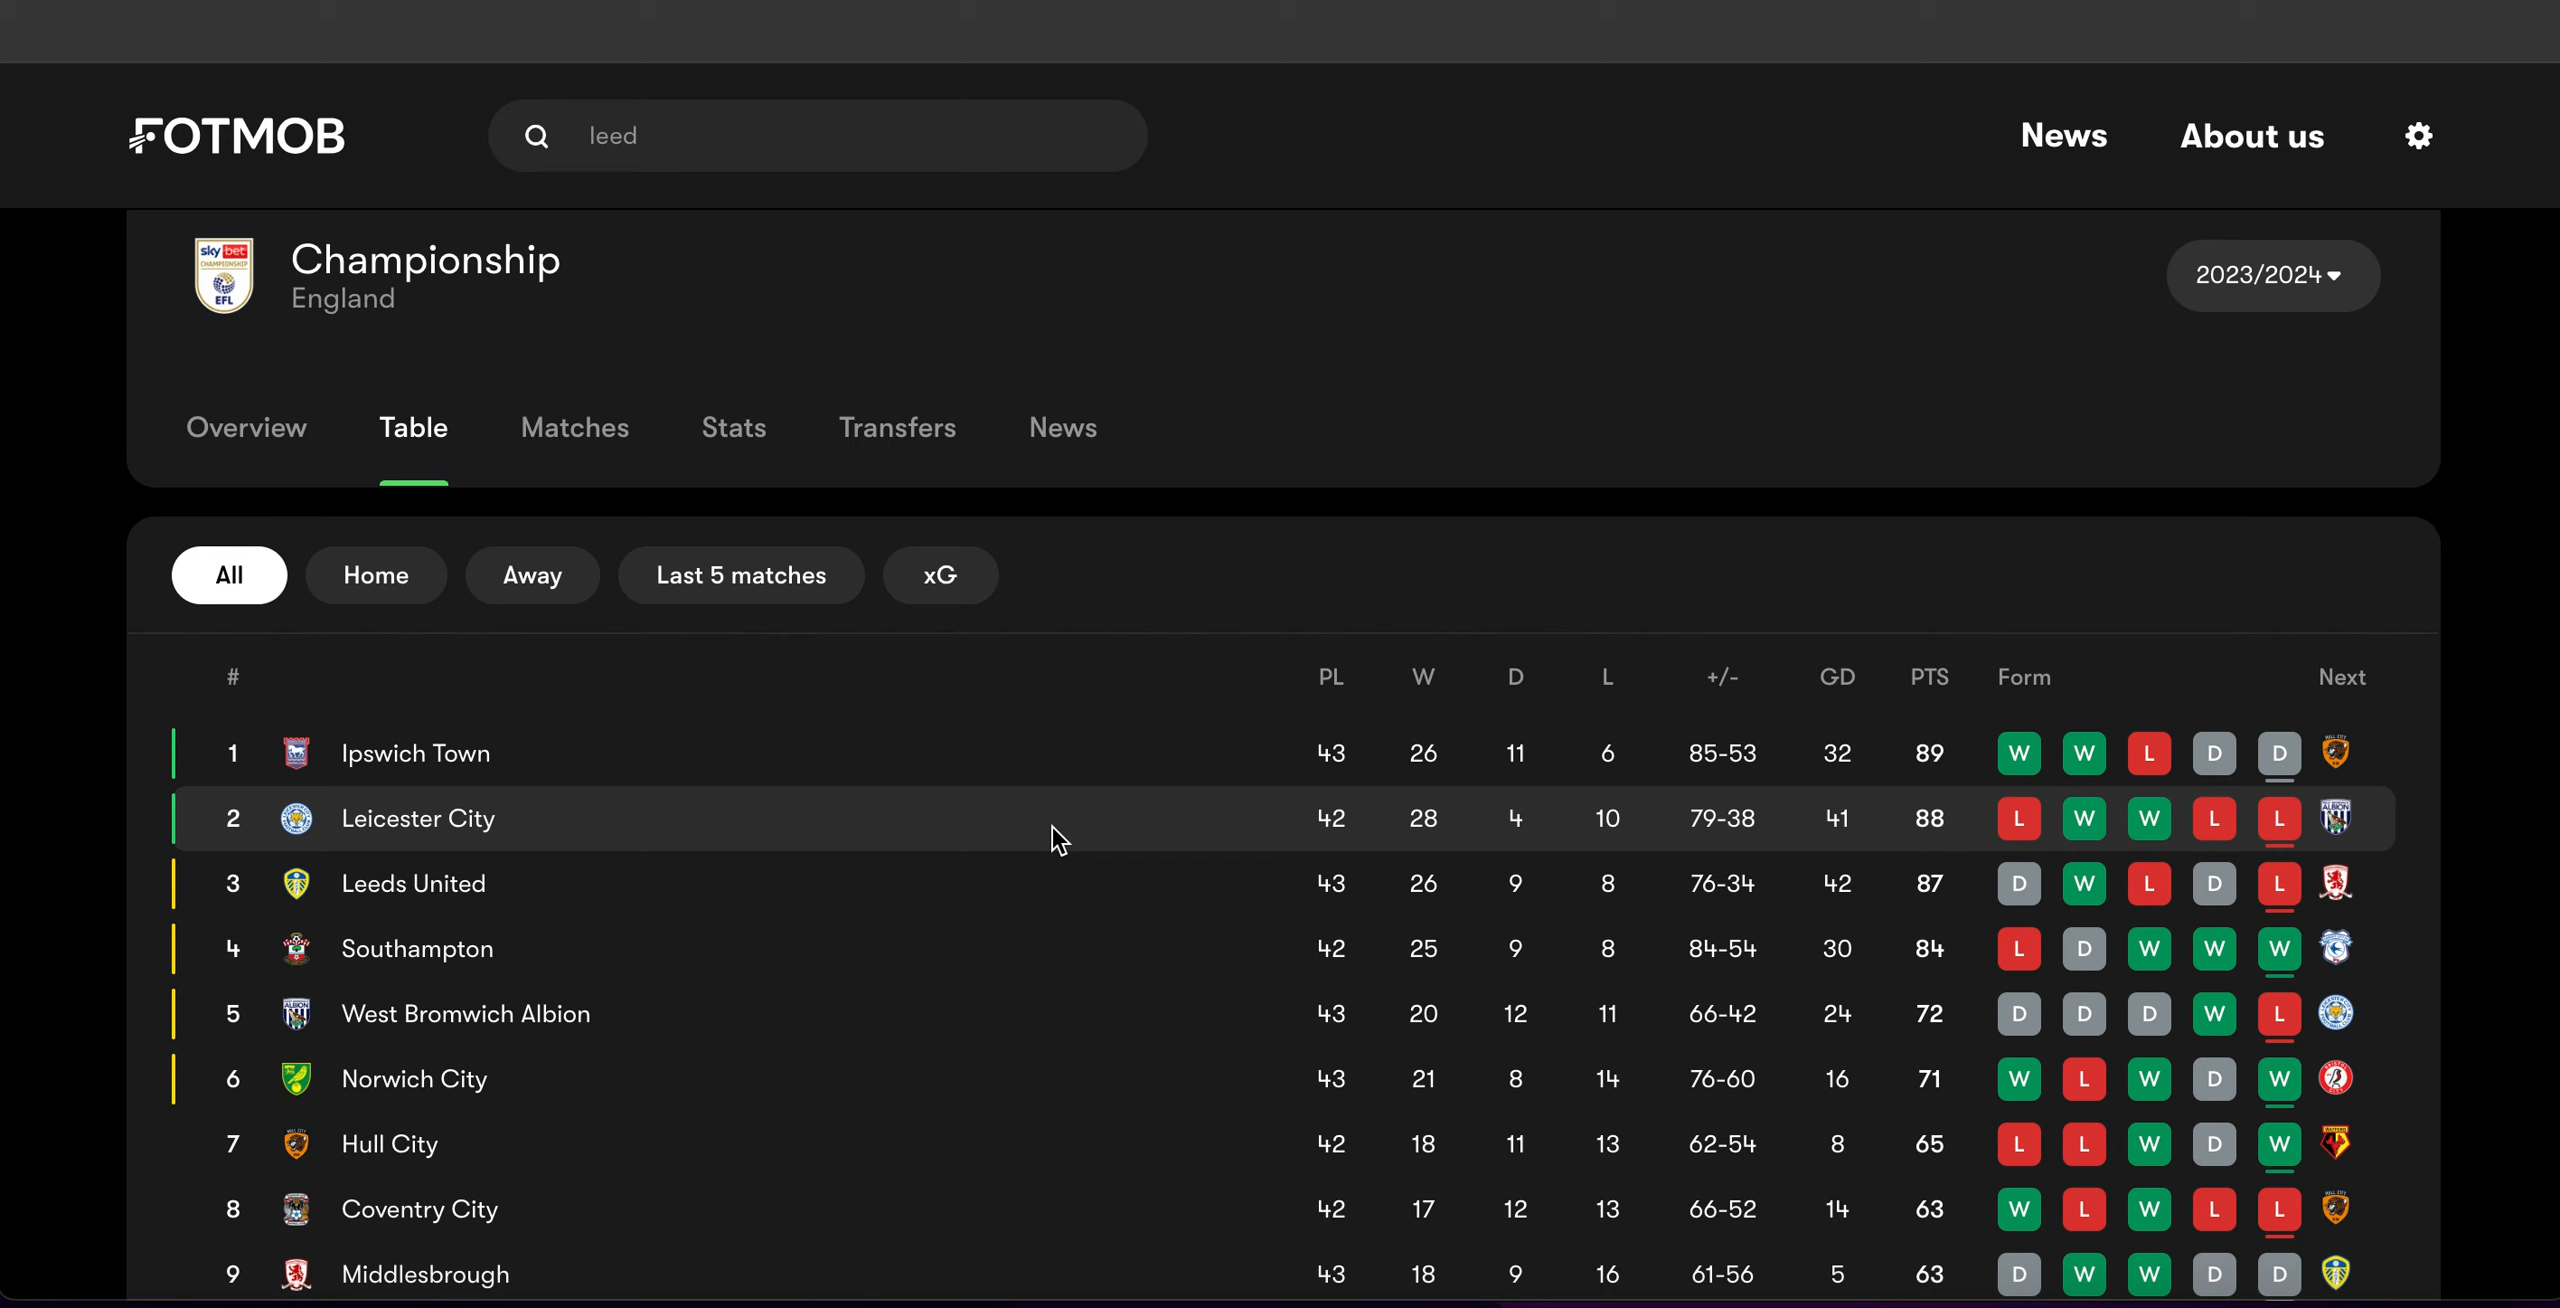 FOTMOB leed News About us
sky bet
CHAMPIONSHIP
EFL
Championship
England
2023/2024
Overview Table Matches Stats Transfers News
All Home Away Last 5 matches xG
# PL W D L +/- GD PTS Form Next
1 Ipswich Town 43 26 11 6 85-53 32 89 W W L D D
2 Leicester City 42 28 4 10 79-38 41 88 L W W L L
3 Leeds United 43 26 9 8 76-34 42 87 D W L D L
4 Southampton 42 25 9 8 84-54 30 84 L D W W W
5 West Bromwich Albion 43 20 12 11 66-42 24 72 D D D W L
6 Norwich City 43 21 8 14 76-60 16 71 W L W D W
7 Hull City 42 18 11 13 62-54 8 65 L L W D W
8 Coventry City 42 17 12 13 66-52 14 63 W L W L L
9 Middlesbrough 43 18 9 16 61-56 5 63 D W W D D